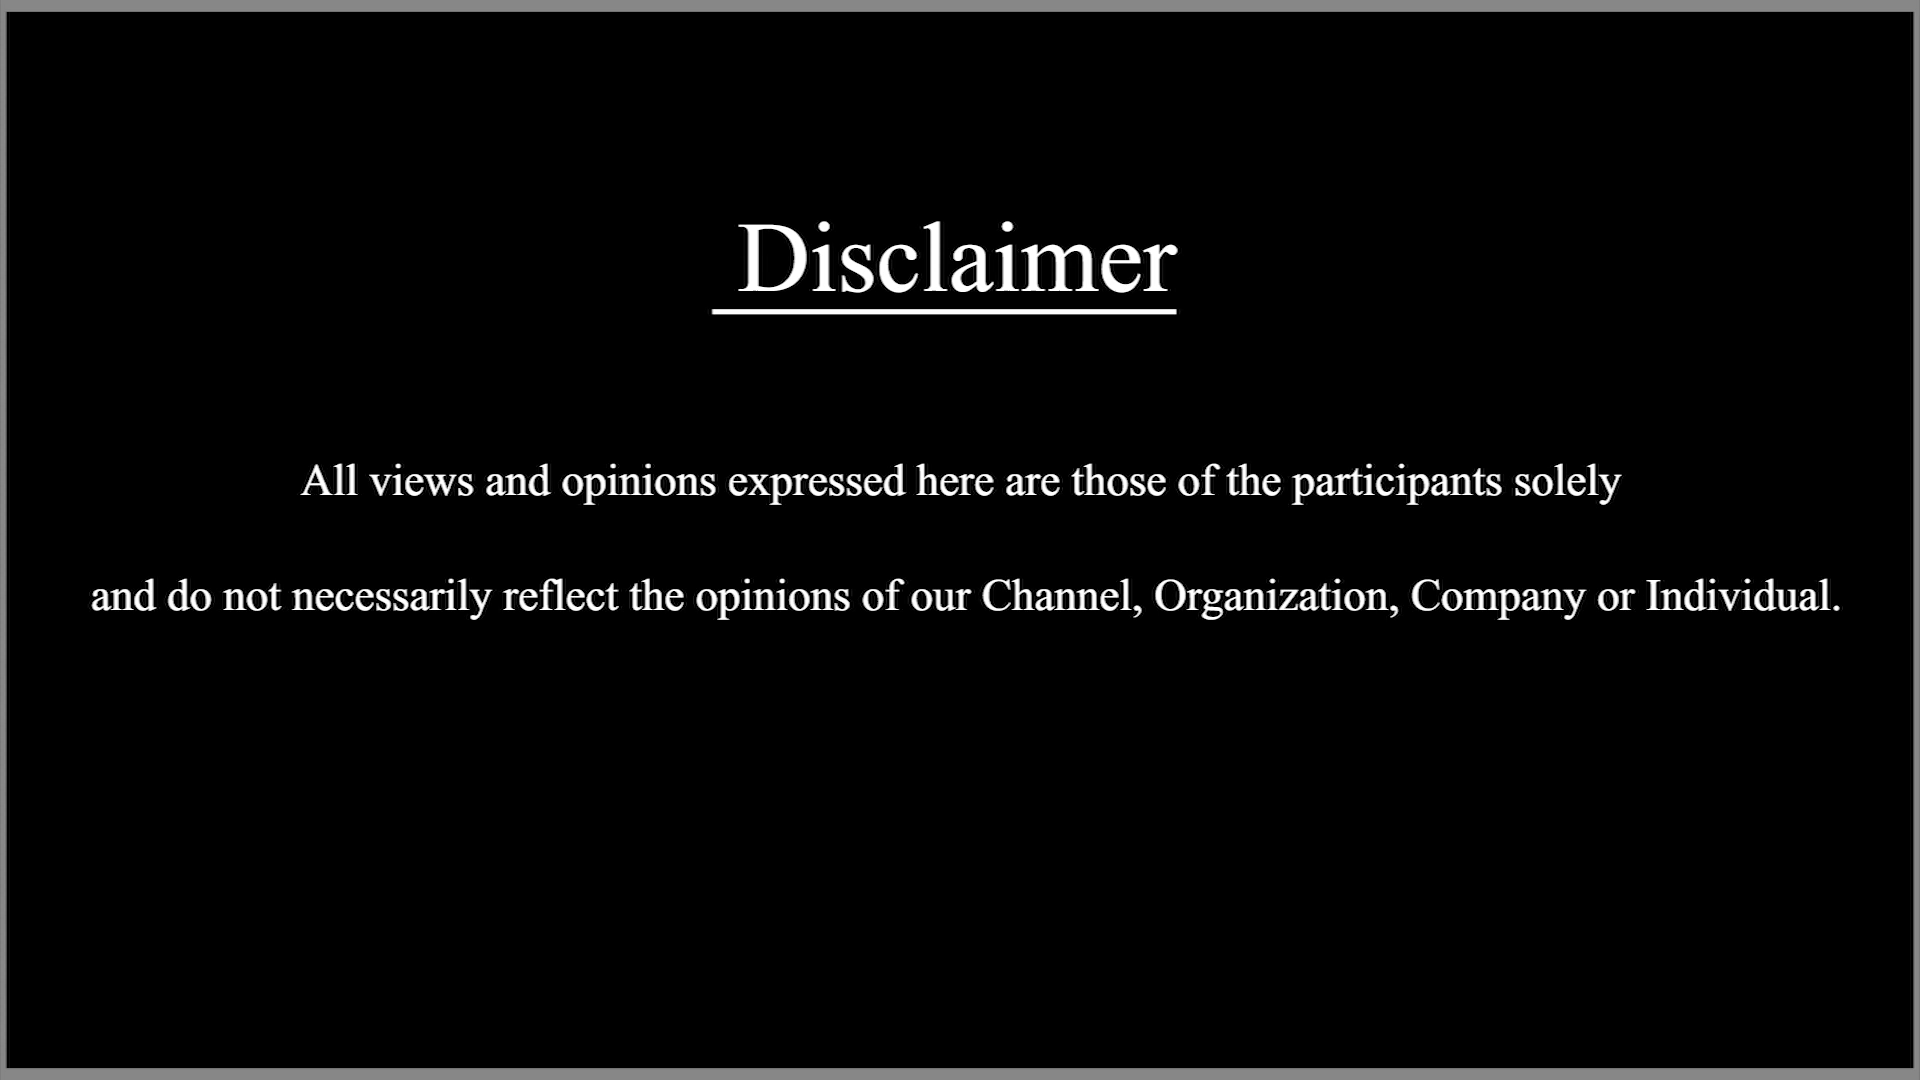 Disclaimer
All views and opinions expressed here are those of the participants solely
and do not necessarily reflect the opinions of our Channel, Organization, Company or Individual.